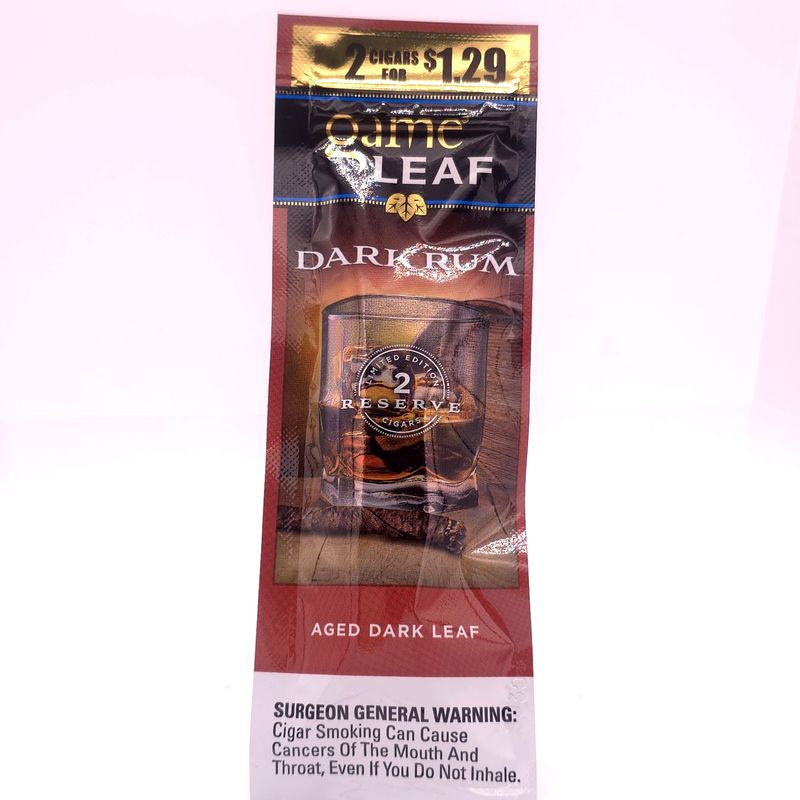 2 CIGARS FOR $1.29
game®
LEAF
DARK RUM
LIMITED EDITION
2
RESERVE
CIGARS
AGED DARK LEAF
SURGEON GENERAL WARNING:
Cigar Smoking Can Cause
Cancers Of The Mouth And
Throat, Even If You Do Not Inhale.